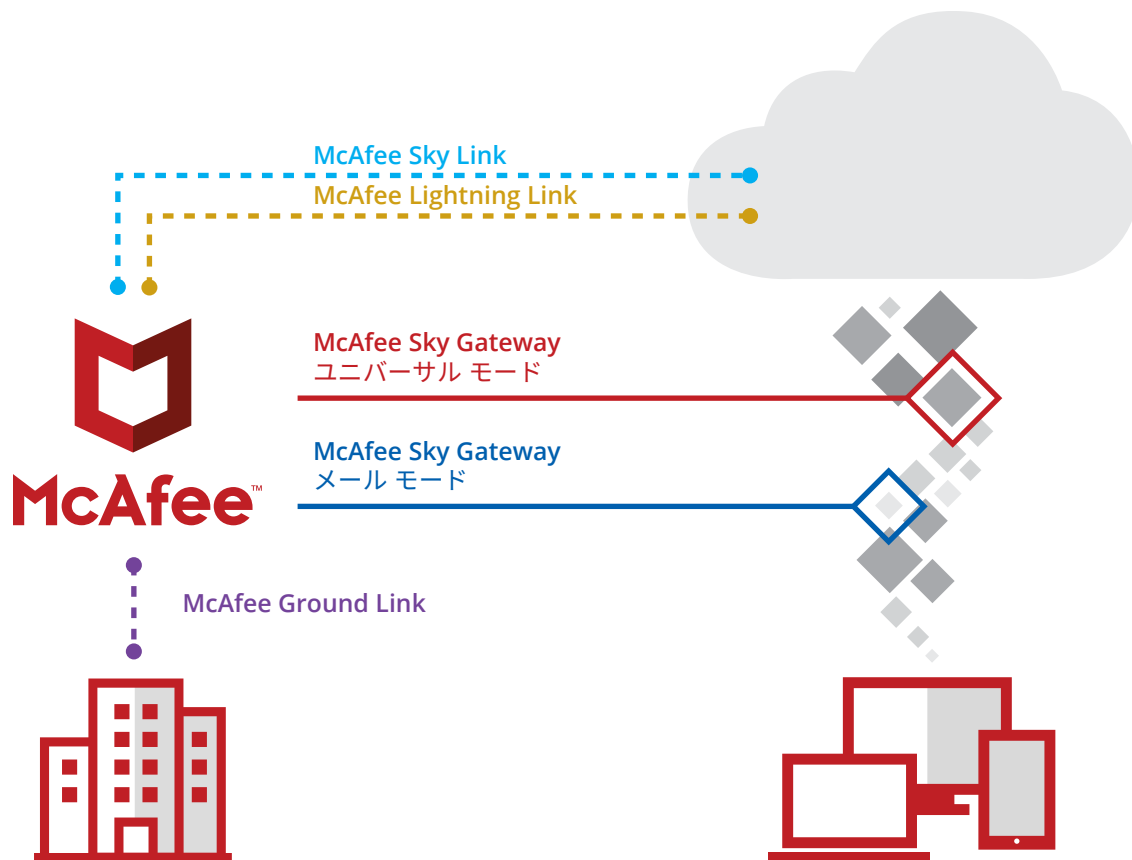 McAfee Sky Link
McAfee Lightning Link
McAfee Sky Gateway
ユニバーサル モード
McAfee Sky Gateway
メール モード
McAfee™
McAfee Ground Link